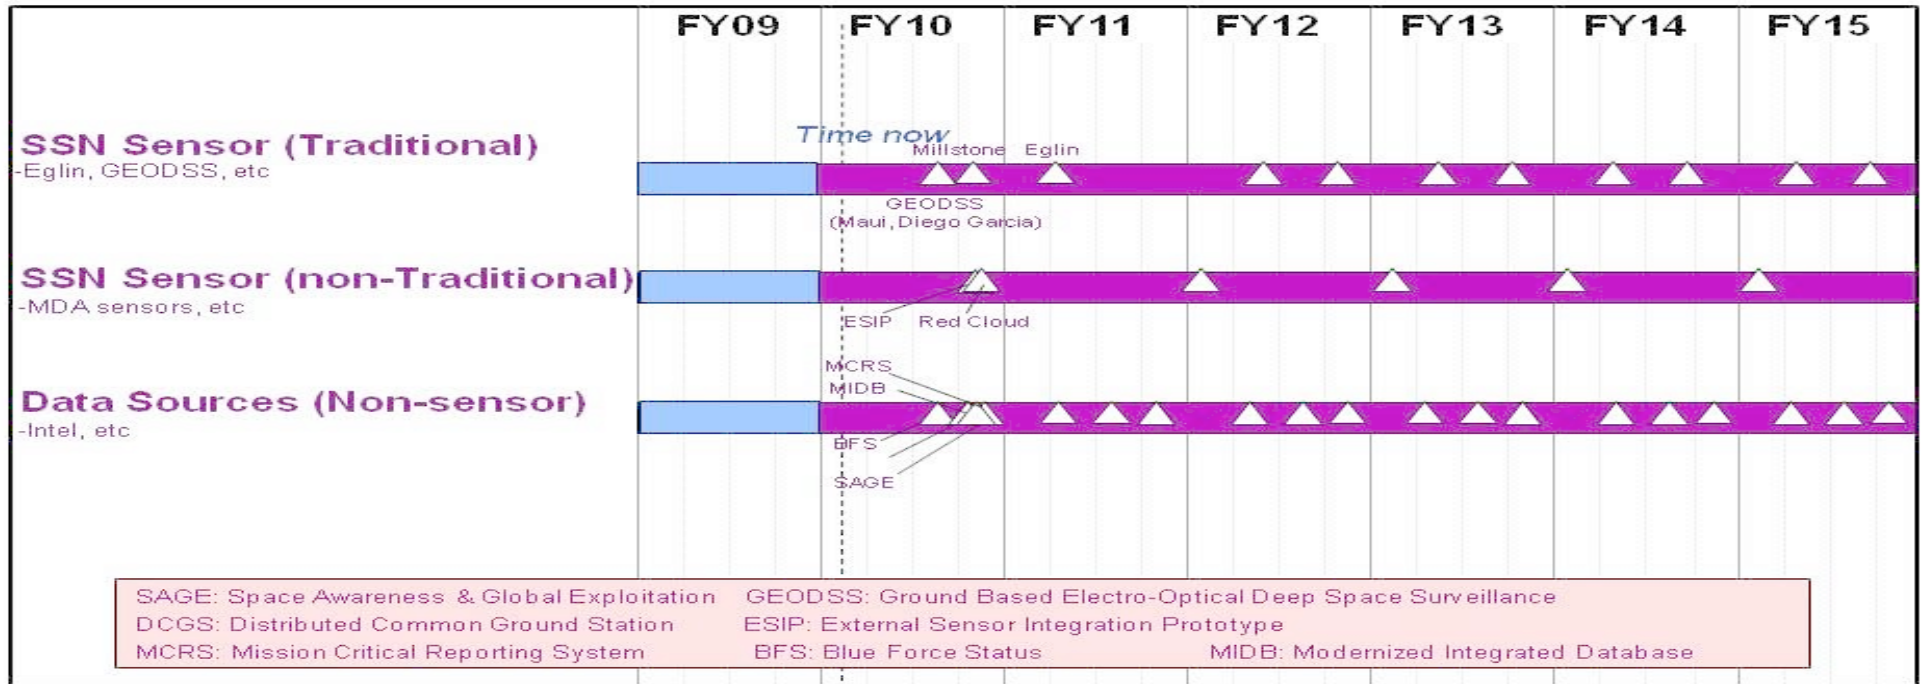 FY09 FY10 FY11 FY12 FY13 FY14 FY15
Time now
SSN Sensor (Traditional)
-Eglin, GEODSS, etc
Millstone Eglin
GEODSS
(Maui,Diego Garcia)
SSN Sensor (non-Traditional)
-MDA sensors, etc
ESIP Red Cloud
MCRS
MIDB
Data Sources (Non-sensor)
-Intel, etc
BFS
SAGE
SAGE: Space Awareness & Global Exploitation GEODSS: Ground Based Electro-Optical Deep Space Surveillance
DCGS: Distributed Common Ground Station ESIP: External Sensor Integration Prototype
MCRS: Mission Critical Reporting System BFS: Blue Force Status MIDB: Modernized Integrated Database